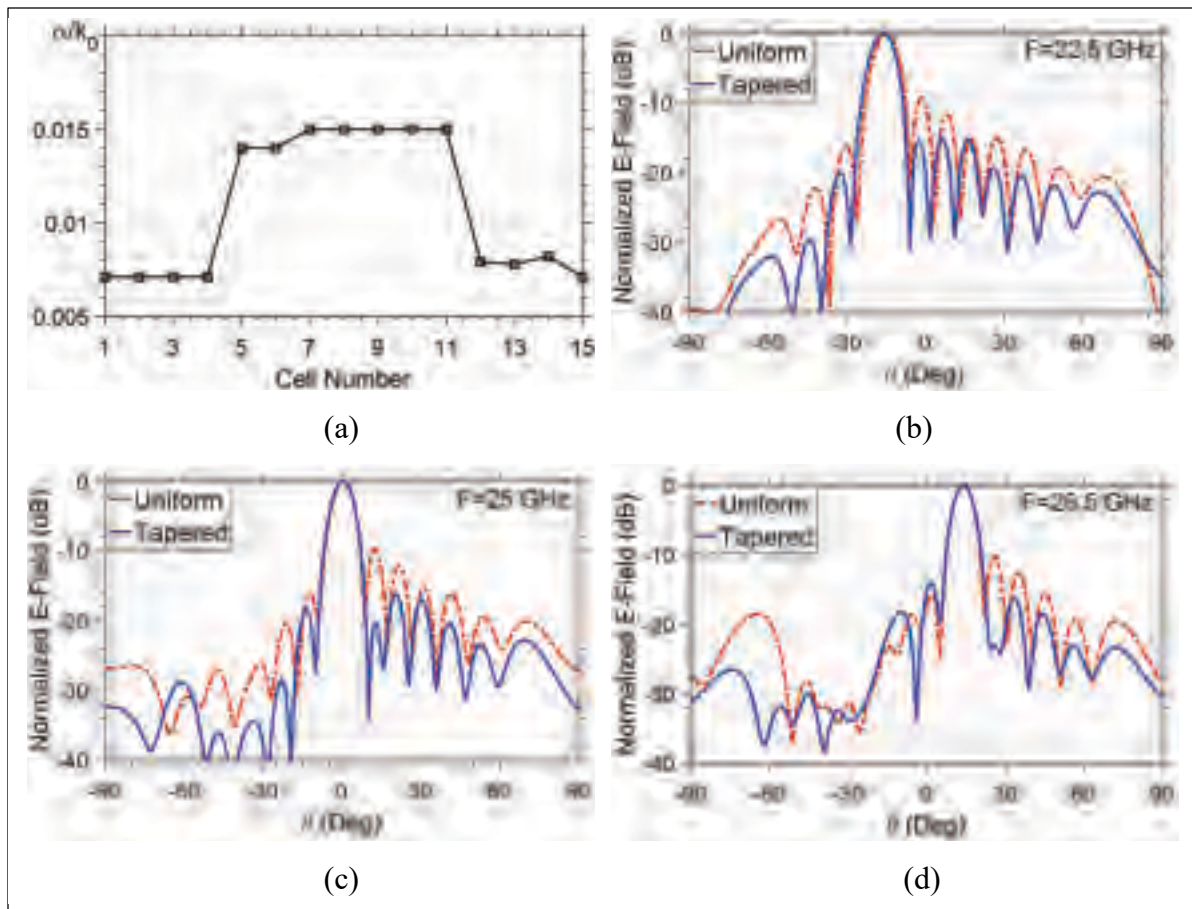 α/k₀
0.015
0.01
0.005
1 3 5 7 9 11 13 15
Cell Number
(a)
0
-10
-20
-30
-40
Normalized E-Field (dB)
Uniform
Tapered
F=22.5 GHz
-90 -60 -30 0 30 60 90
θ (Deg)
(b)
0
-10
-20
-30
-40
Normalized E-Field (dB)
Uniform
Tapered
F=25 GHz
-90 -60 -30 0 30 60 90
θ (Deg)
(c)
0
-10
-20
-30
-40
Normalized E-Field (dB)
Uniform
Tapered
GHz
-90 -60 -30 0 30 60 90
θ (Deg)
(d)